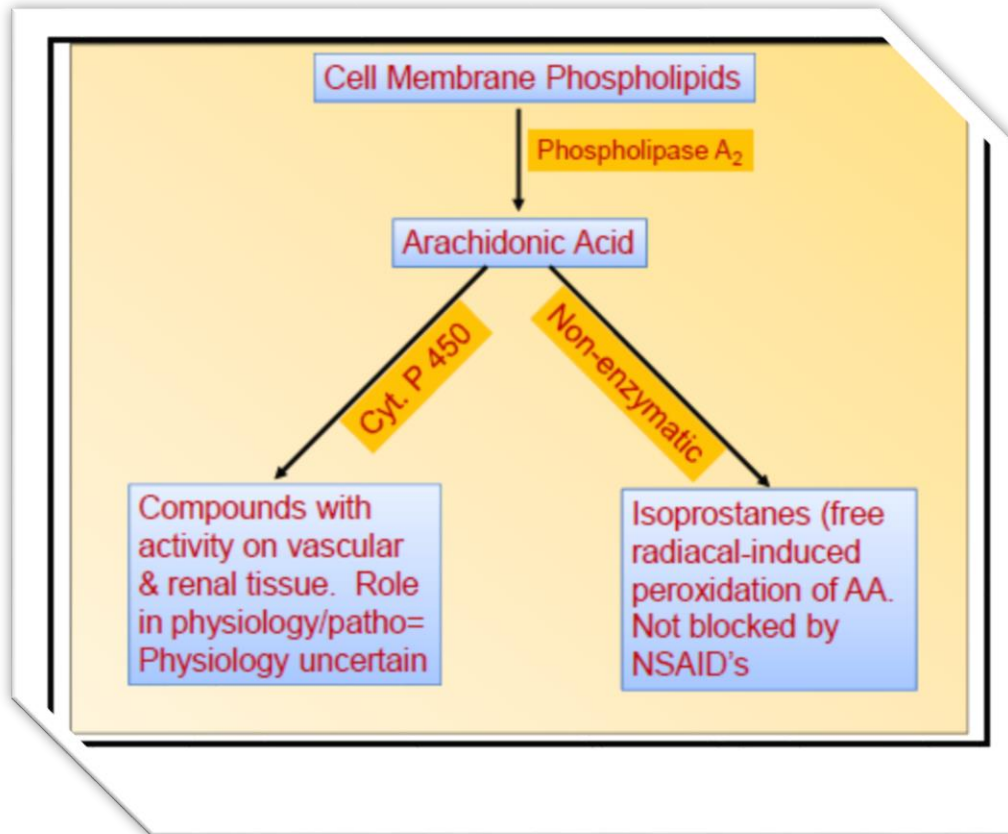 Cell Membrane Phospholipids
Phospholipase A₂
Arachidonic Acid
Cyt. P 450
Non-enzymatic
Compounds with
activity on vascular
& renal tissue. Role
in physiology/patho=
Physiology uncertain
Isoprostanes (free
radiacal-induced
peroxidation of AA.
Not blocked by
NSAID's